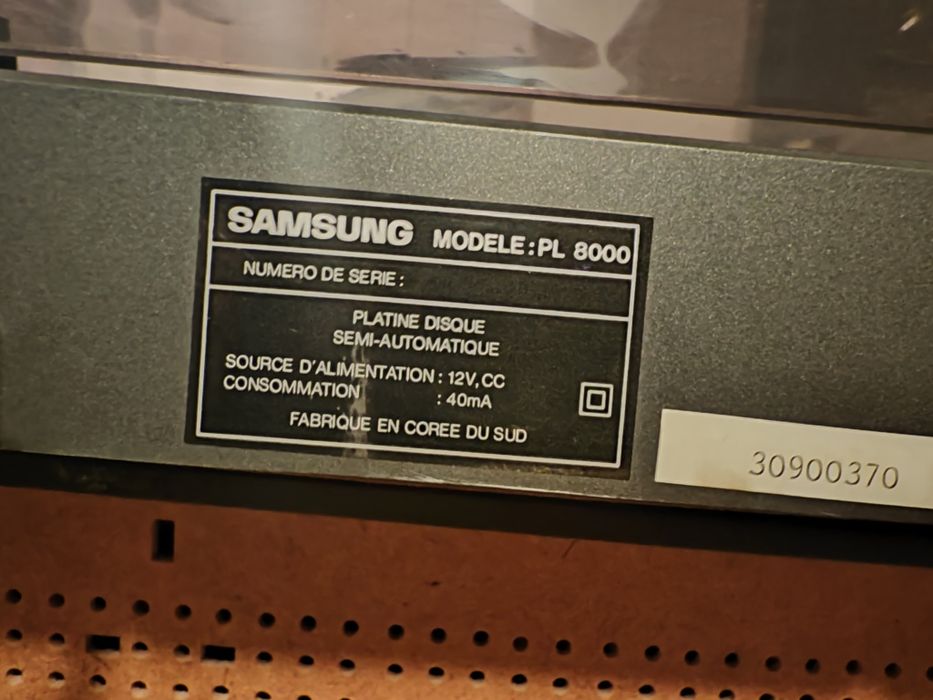 SAMSUNG MODELE : PL 8000
NUMERO DE SERIE :
PLATINE DISQUE
SEMI-AUTOMATIQUE
SOURCE D'ALIMENTATION : 12V, CC
CONSOMMATION : 40mA
FABRIQUE EN COREE DU SUD
30900370